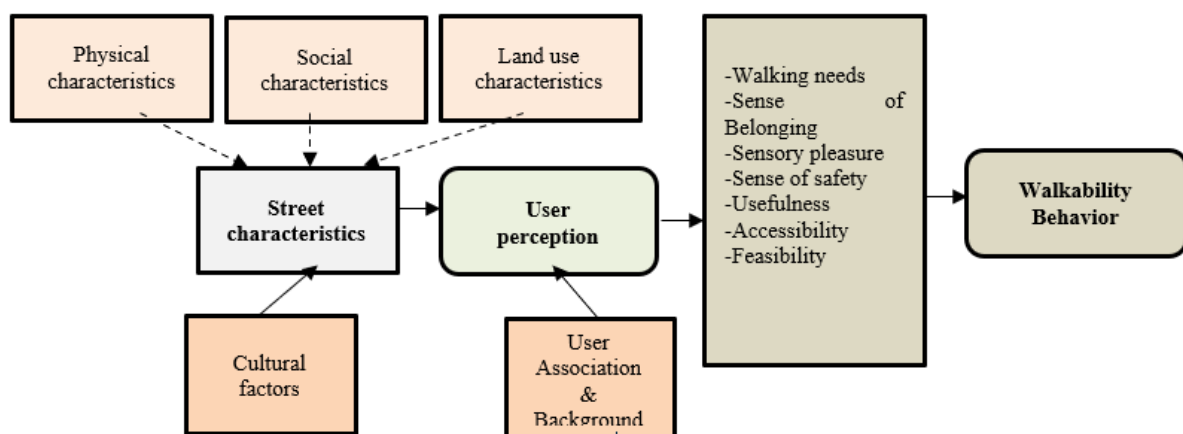 Physical
characteristics
Social
characteristics
Land use
characteristics
Street
characteristics
User
perception
-Walking needs
-Sense of
Belonging
-Sensory pleasure
-Sense of safety
-Usefulness
-Accessibility
-Feasibility
Walkability
Behavior
Cultural
factors
User
Association
&
Background